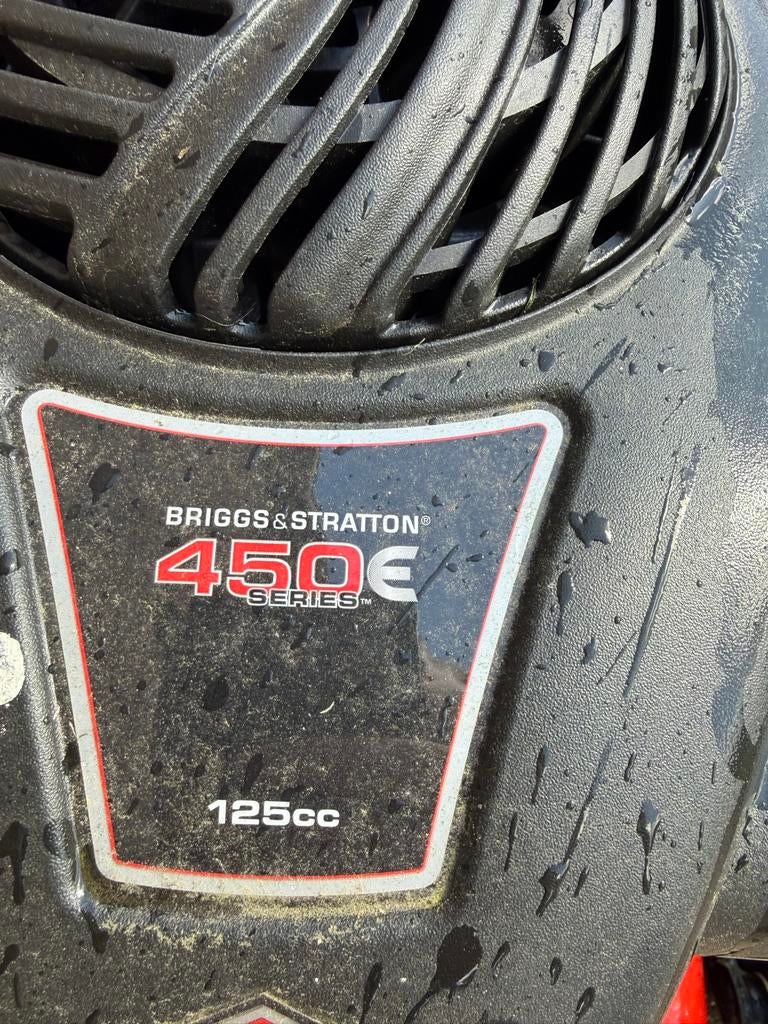 BRIGGS & STRATTON®
450E
SERIES™
125cc